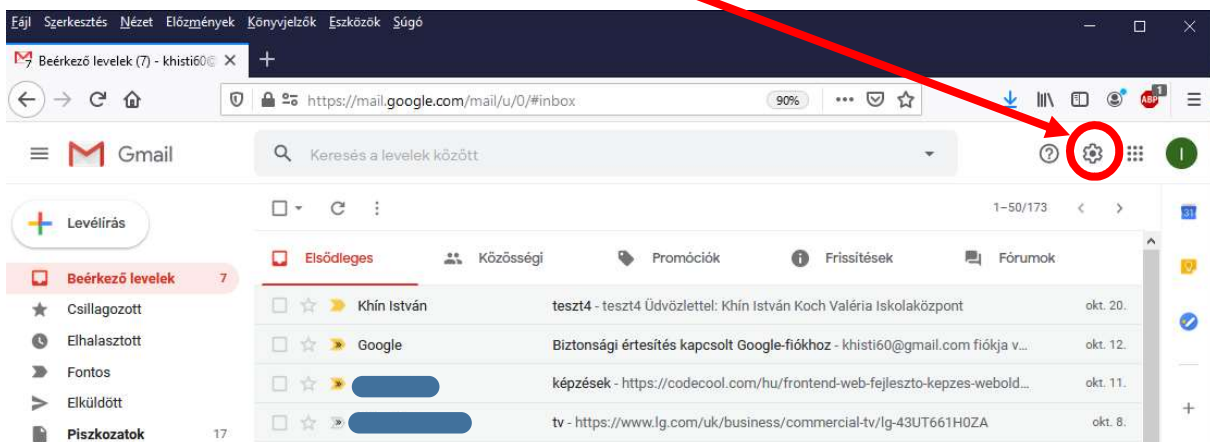 Fájl Szerkesztés Nézet Előzmények Könyvjelzők Eszközök Súgó
7 Beérkező levelek (7) - khisti60@
https://mail.google.com/mail/u/0/#inbox 90% ABP 1
Gmail Keresés a levelek között I
Levélírás 1–50/173 31
Elsődleges Közösségi Promóciók Frissítések Fórumok
Beérkező levelek 7
Csillagozott Khín István teszt4 - teszt4 Üdvözlettel: Khín István Koch Valéria Iskolaközpont okt. 20.
Elhalasztott Google Biztonsági értesítés kapcsolt Google-fiókhoz - khisti60@gmail.com fiókja v... okt. 12.
Fontos képzések - https://codecool.com/hu/frontend-web-fejleszto-kepzes-webold... okt. 11.
Elküldött
Piszkozatok 17 tv - https://www.lg.com/uk/business/commercial-tv/lg-43UT661H0ZA okt. 8.